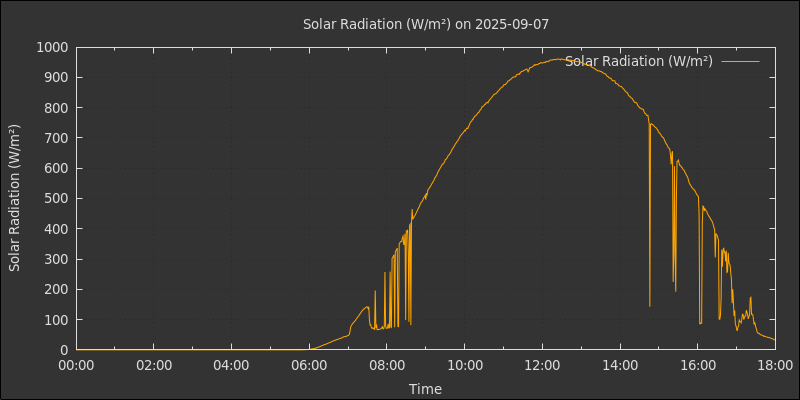 Solar Radiation (W/m²) on 2025-09-07
Solar Radiation (W/m²)
Solar Radiation (W/m²)
1000
900
800
700
600
500
400
300
200
100
0
00:00 02:00 04:00 06:00 08:00 10:00 12:00 14:00 16:00 18:00
Time